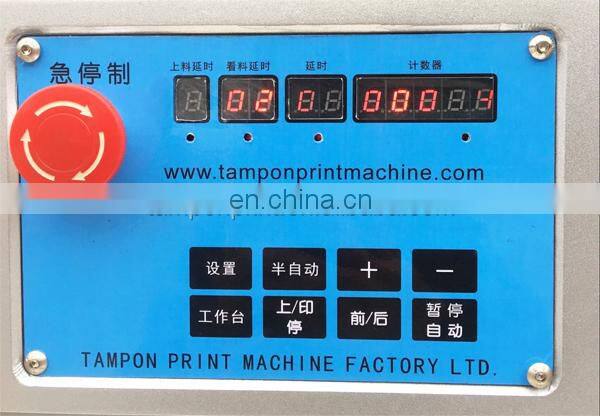 急停制
上料延时 看料延时 延时 计数器
02
000
www.tamponprintmachine.com
en.china.cn
设置 半自动 + −
工作台 上/印停 前/后 暂停自动
TAMPON PRINT MACHINE FACTORY LTD.